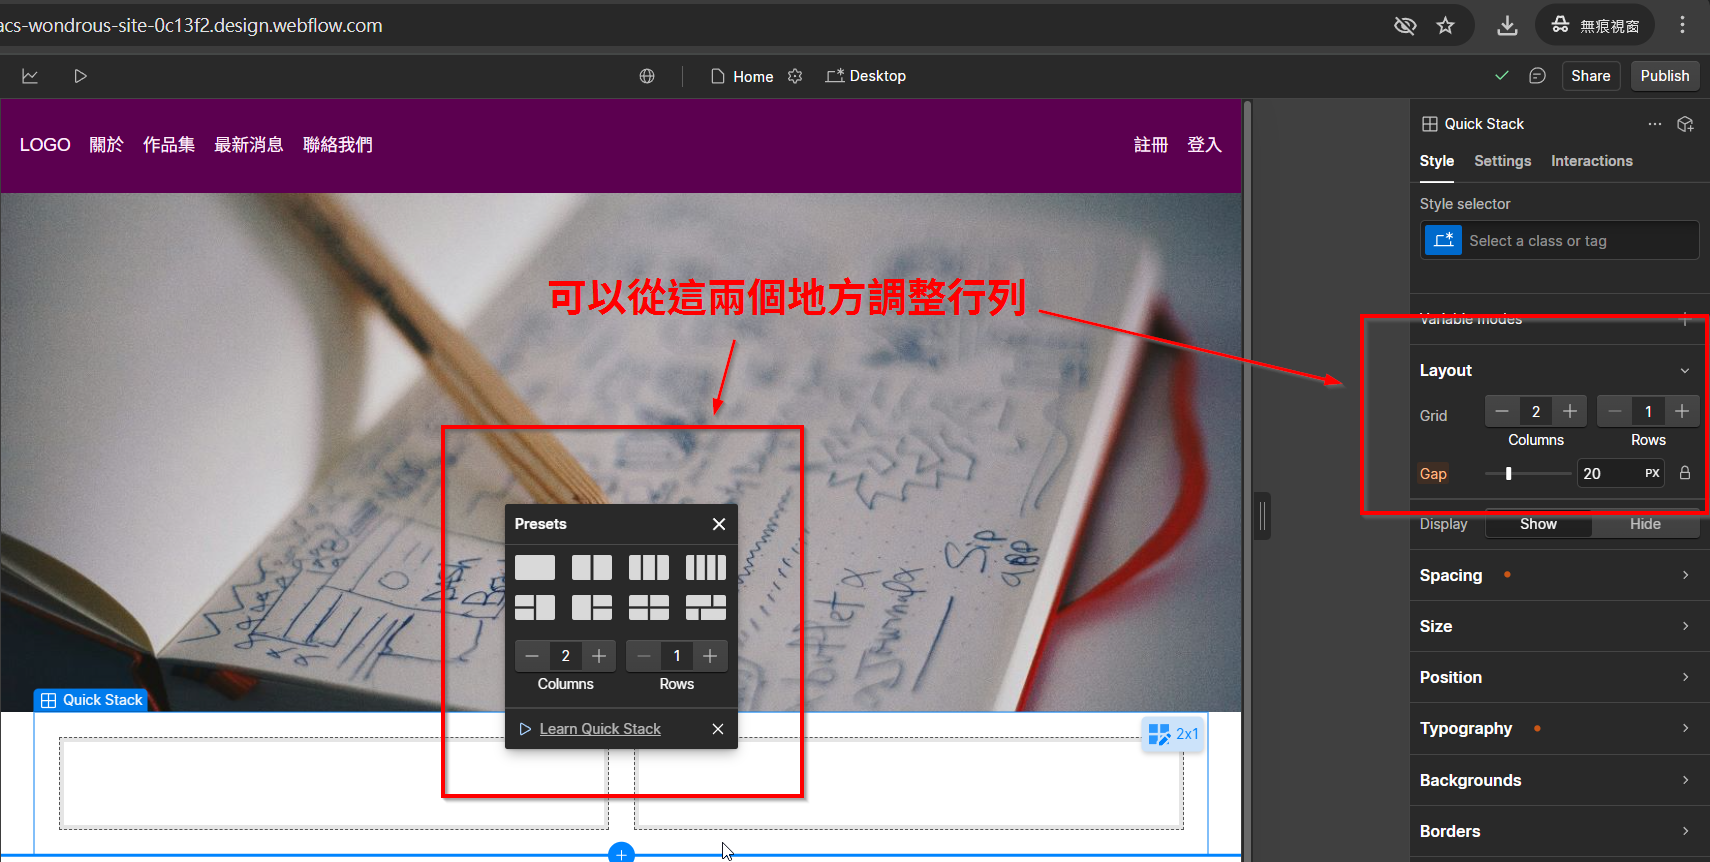 acs-wondrous-site-0c13f2.design.webflow.com
無痕視窗
Home
Desktop
Share
Publish
LOGO 關於 作品集 最新消息 聯絡我們
註冊 登入
可以從這兩個地方調整行列
Presets
2
1
Columns
Rows
Learn Quick Stack
Quick Stack
2x1
Quick Stack
Style Settings Interactions
Style selector
Select a class or tag
Variable modes
Layout
Grid
2
1
Columns
Rows
Gap
20 PX
Display
Show
Hide
Spacing
Size
Position
Typography
Backgrounds
Borders